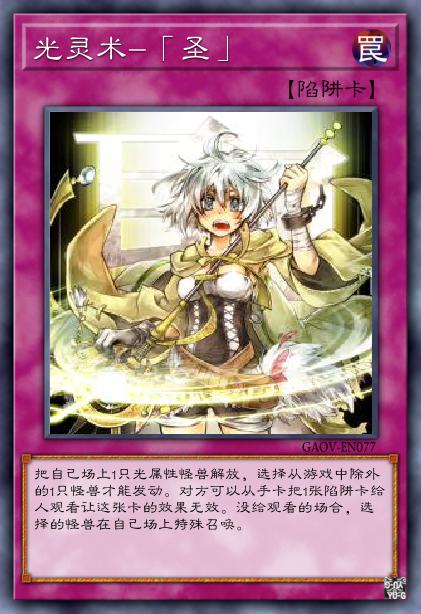 光灵术-「圣」
罠
【陷阱卡】
GAOV-EN077
把自己场上1只光属性怪兽解放，选择从游戏中除外
的1只怪兽才能发动。对方可以从手卡把1张陷阱卡给
人观看让这张卡的效果无效。没给观看的场合，选
择的怪兽在自己场上特殊召唤。